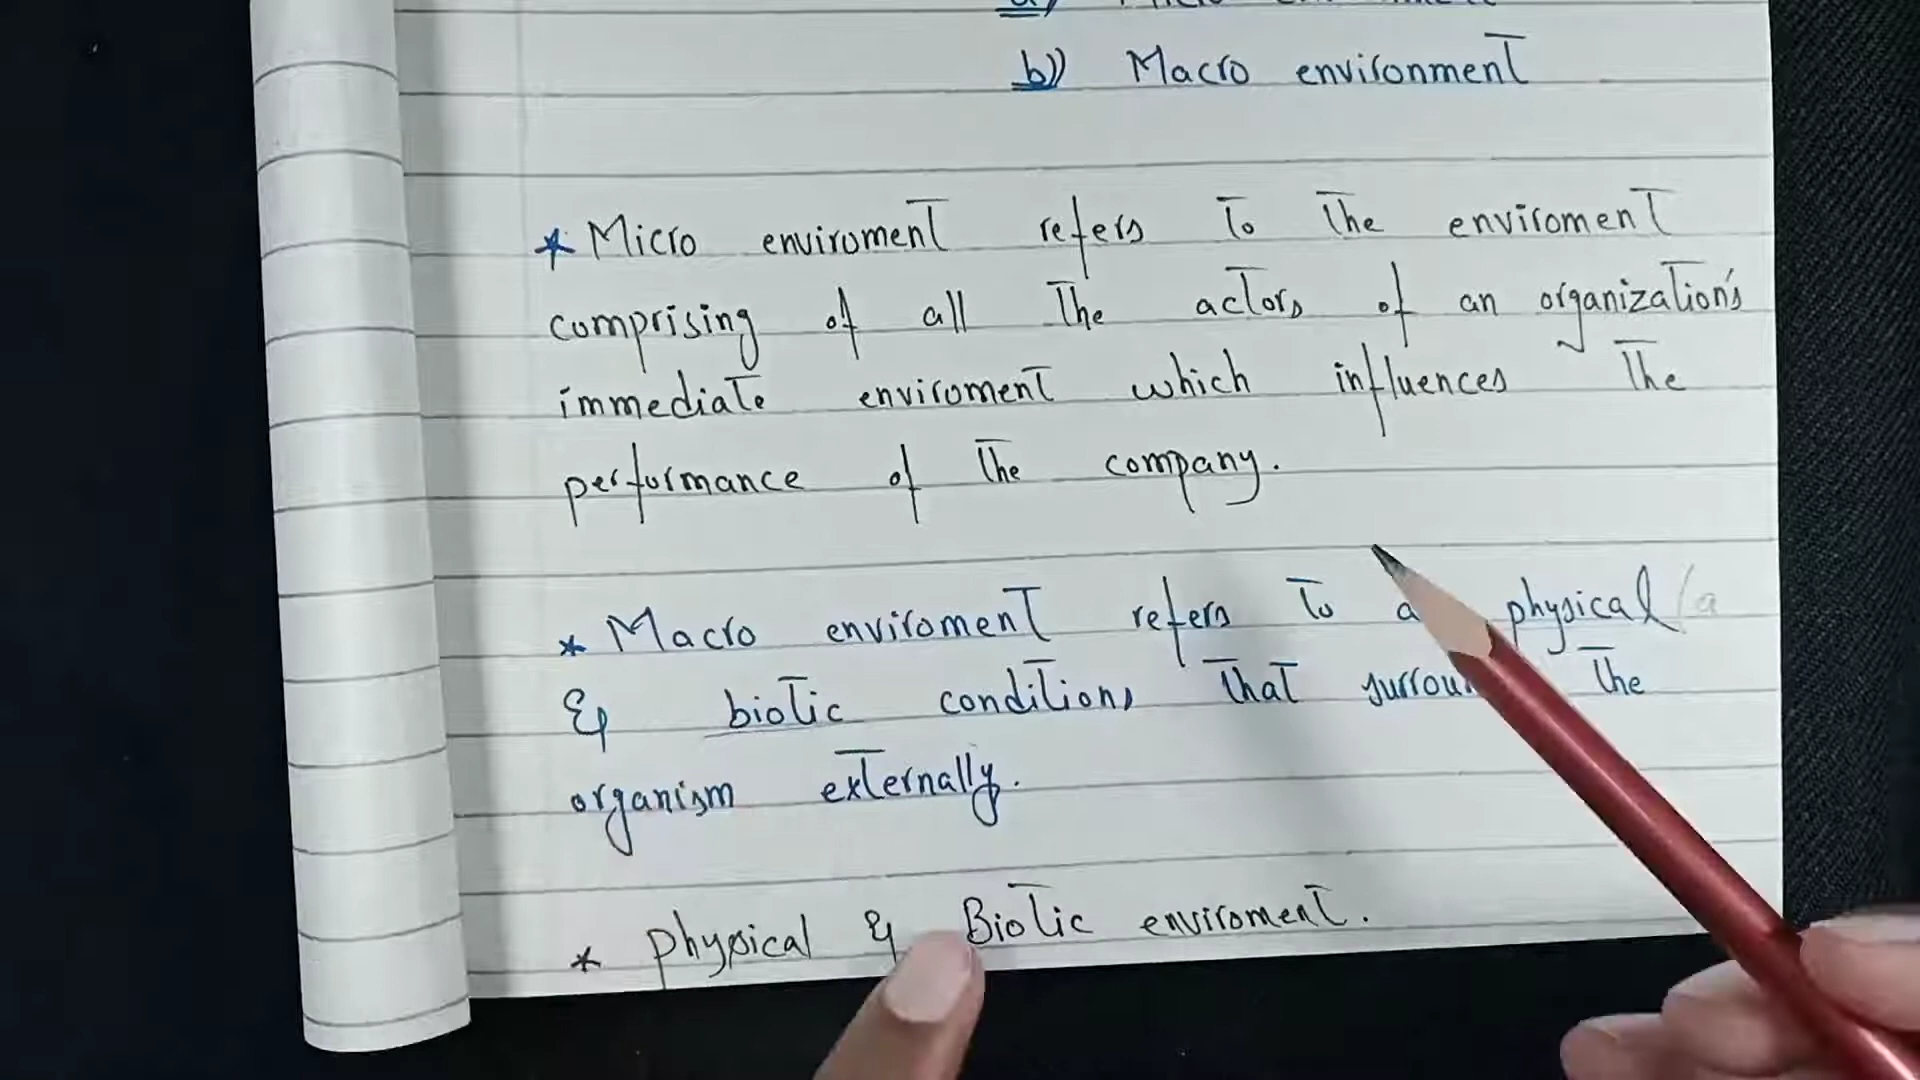 b)) Macro environment
* Micro enviroment refers to the enviroment
comprising of all the actors of an organization's
immediate enviroment which influences the
performance of the company.
* Macro enviroment refers to physical
& biotic conditions that the
organism externally.
* Physical & Biotic enviroment.